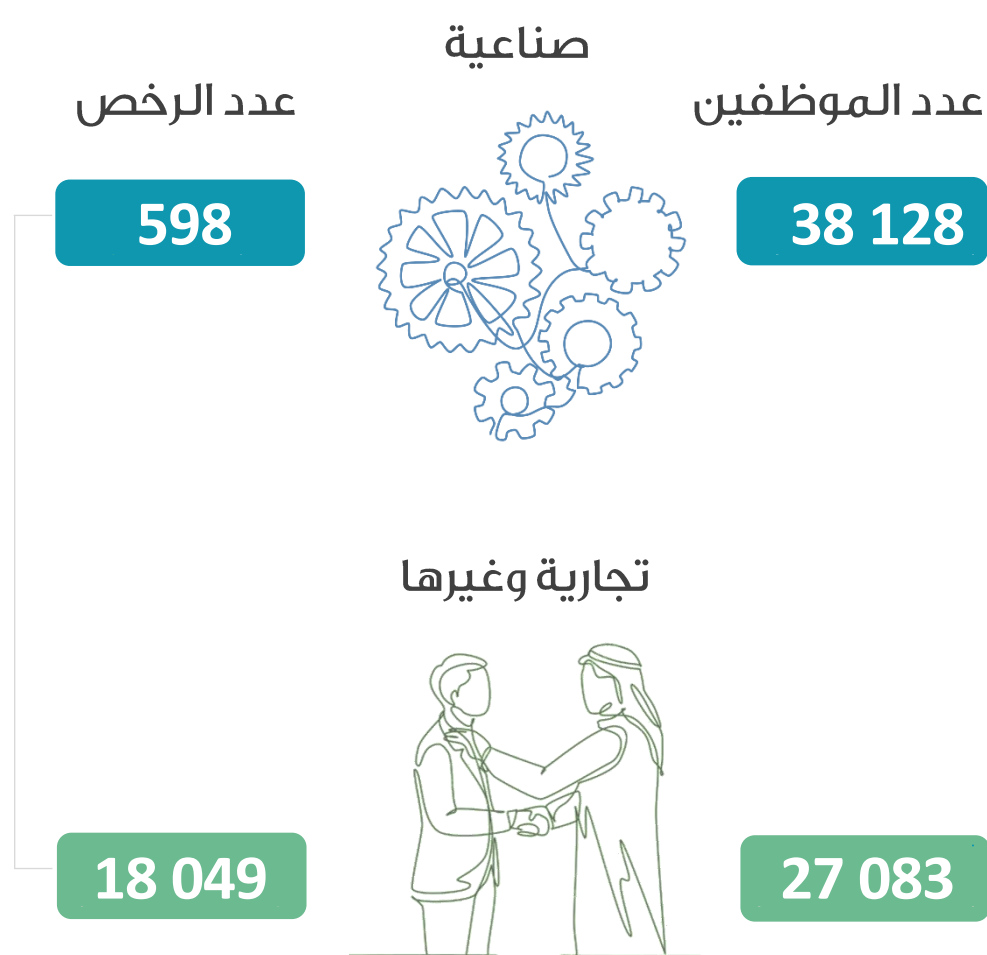 صناعية
عدد الموظفين
عدد الرخص
38 128
598
تجارية وغيرها
27 083
18 049